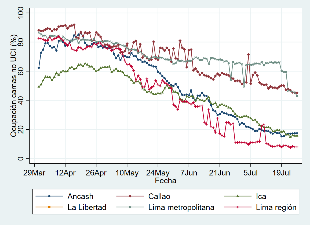 Ocupación camas no UCI (%)
100
80
60
40
20
0
29Mar 12Apr 26Apr 10May 24May 7Jun 21Jun 5Jul 19Jul
Fecha
Ancash Callao Ica
La Libertad Lima metropolitana Lima región